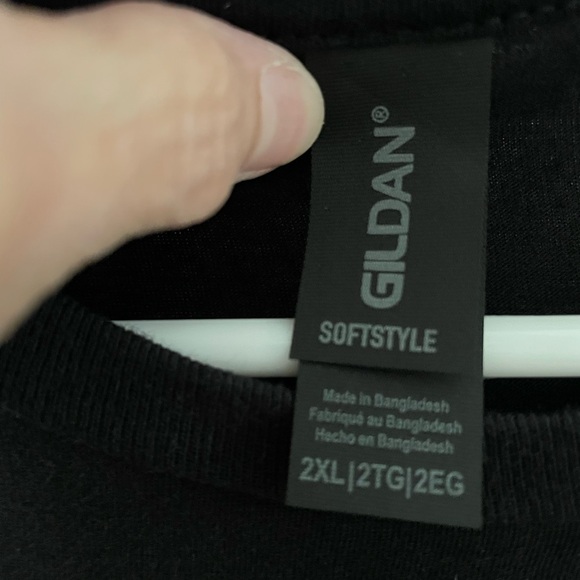 GILDAN®
SOFTSTYLE
Made in Bangladesh
Fabriqué au Bangladesh
Hecho en Bangladesh
2XL|2TG|2EG